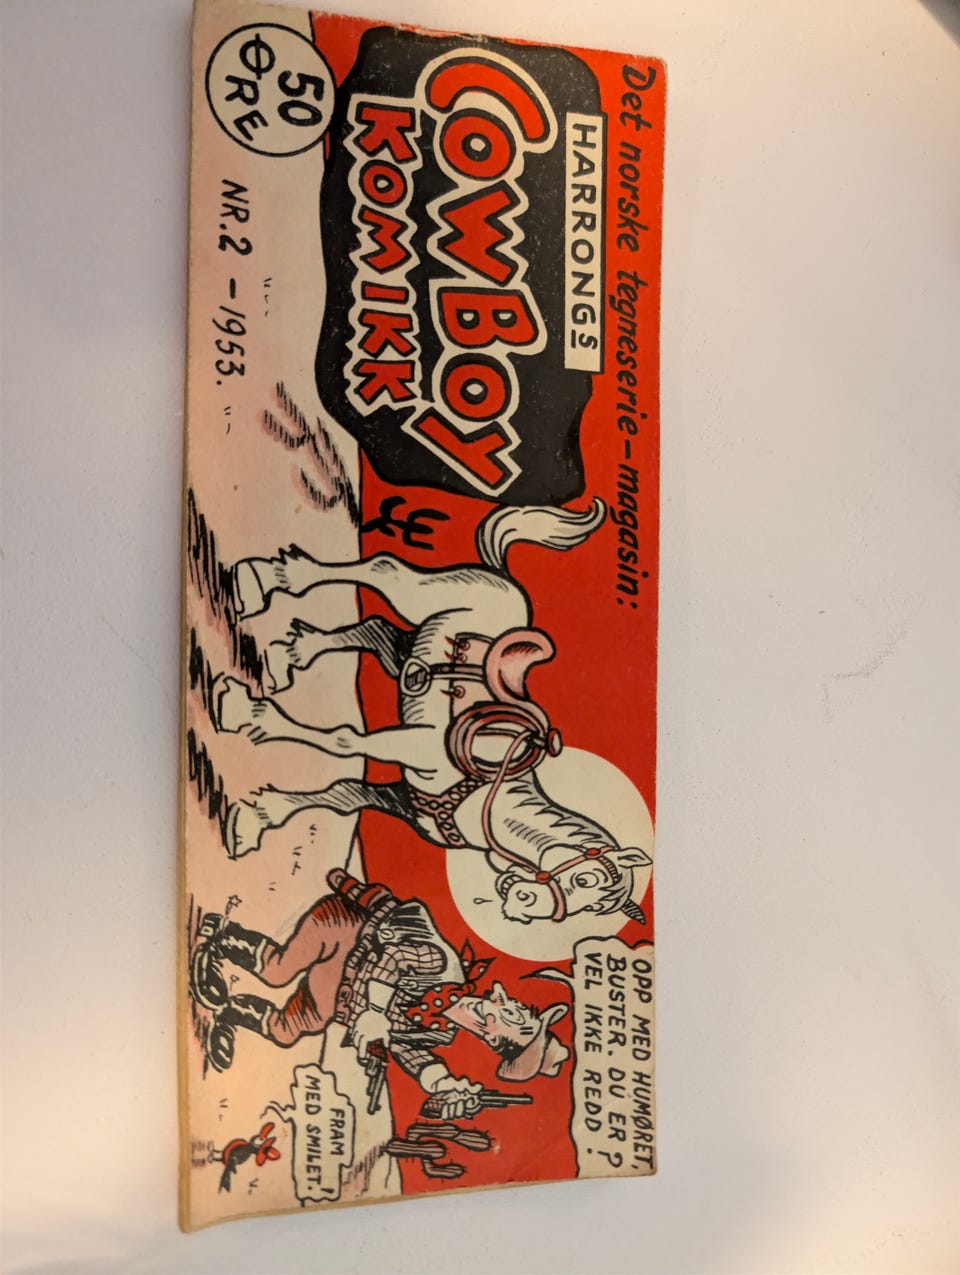 Det norske tegneserie-magasin:
HARRONGS
COWBOY
KOMIKK
50
ØRE
NR.2 - 1953.
OPP MED HUMØRET,
BUSTER. DU ER
VEL IKKE REDD ?!
FRAM
MED SMILET.!